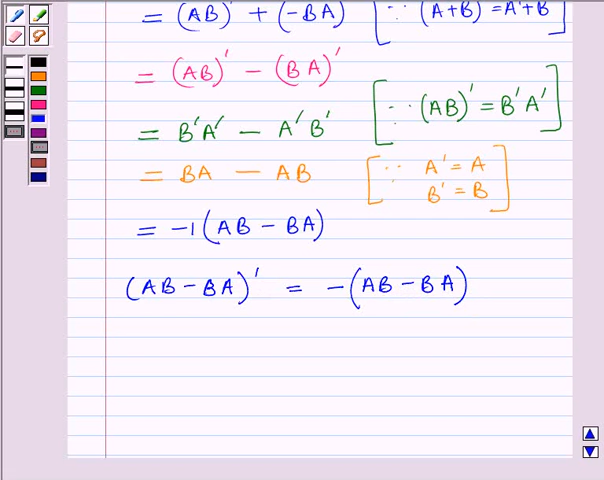 = (AB)' + (-BA)' [∵ (A+B)' = A'+B']
= (AB)' - (BA)'
= B'A' - A'B' [∵ (AB)' = B'A']
= BA - AB [∵ A' = A
B' = B]
= -1(AB - BA)
(AB - BA)' = -(AB - BA)